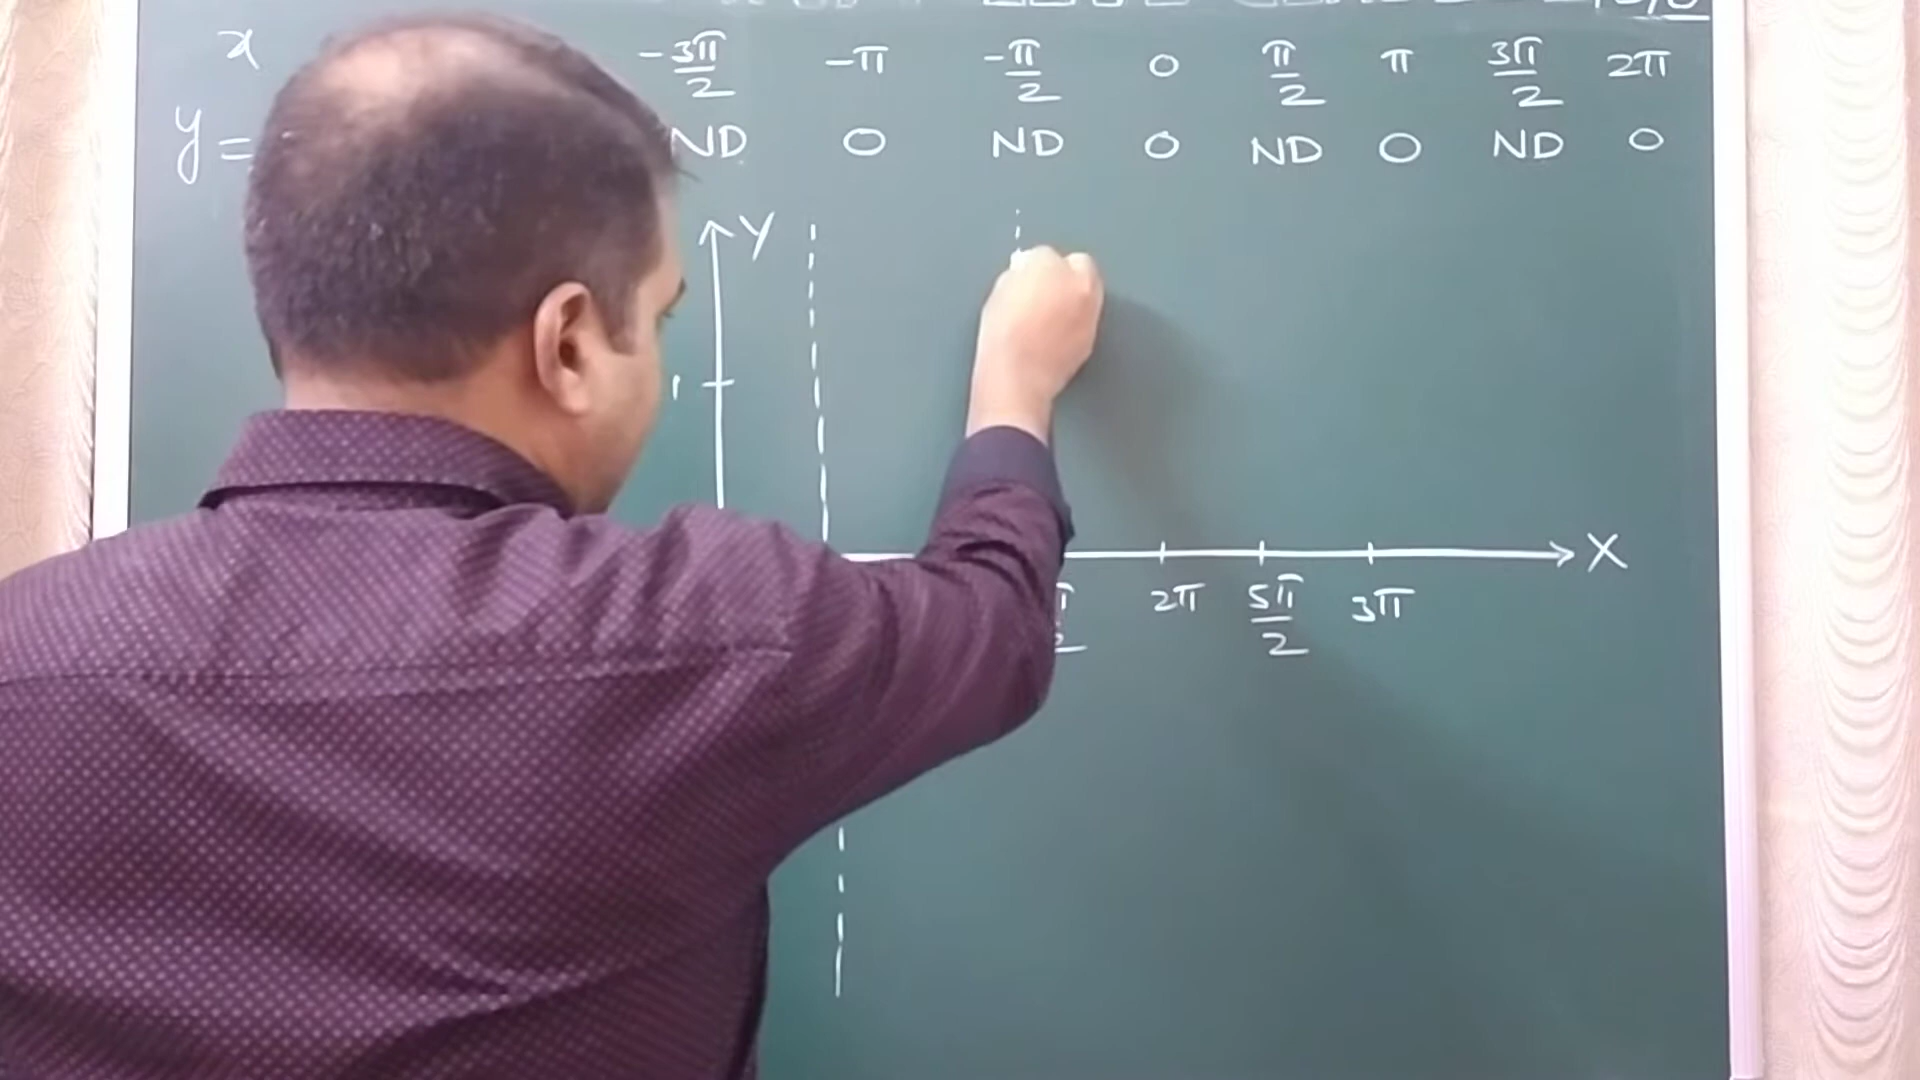 x -3π/2 -π -π/2 0 π/2 π 3π/2 2π
y = ND 0 ND 0 ND 0 ND 0
Y
1
X
2π 5π/2 3π